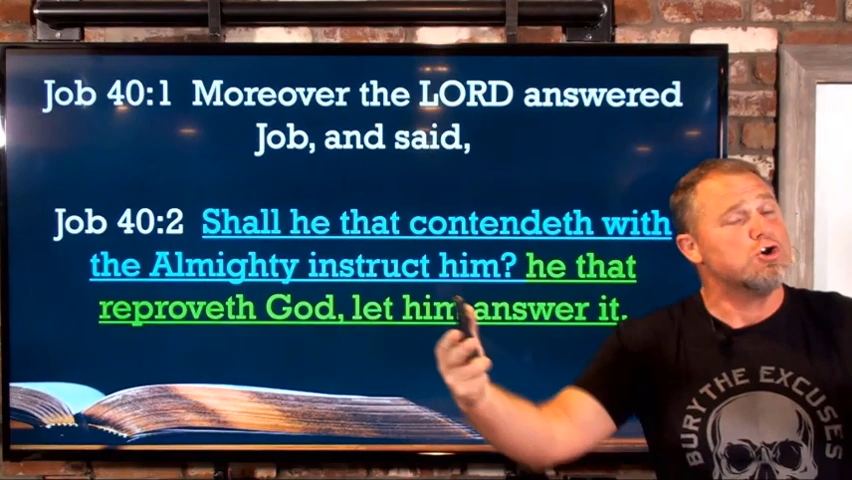 Job 40:1 Moreover the LORD answered
Job, and said,
Job 40:2 Shall he that contendeth with
the Almighty instruct him? he that
reproveth God, let him answer it.
BURY THE EXCUSES